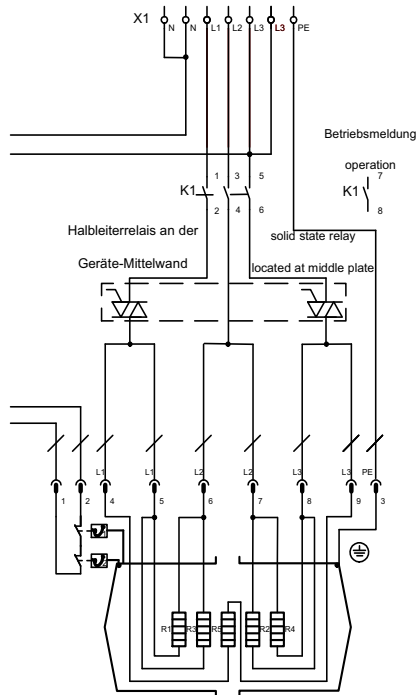 X1 N N L1 L2 L3 L3 PE
Betriebsmeldung
operation
1 3 5 7
K1 K1
2 4 6 8
Halbleiterrelais an der solid state relay
Geräte-Mittelwand located at middle plate
L1 L1 L2 L2 L3 L3 PE
1 2 4 5 6 7 8 9 3
R1 R3 R5 R2 R4